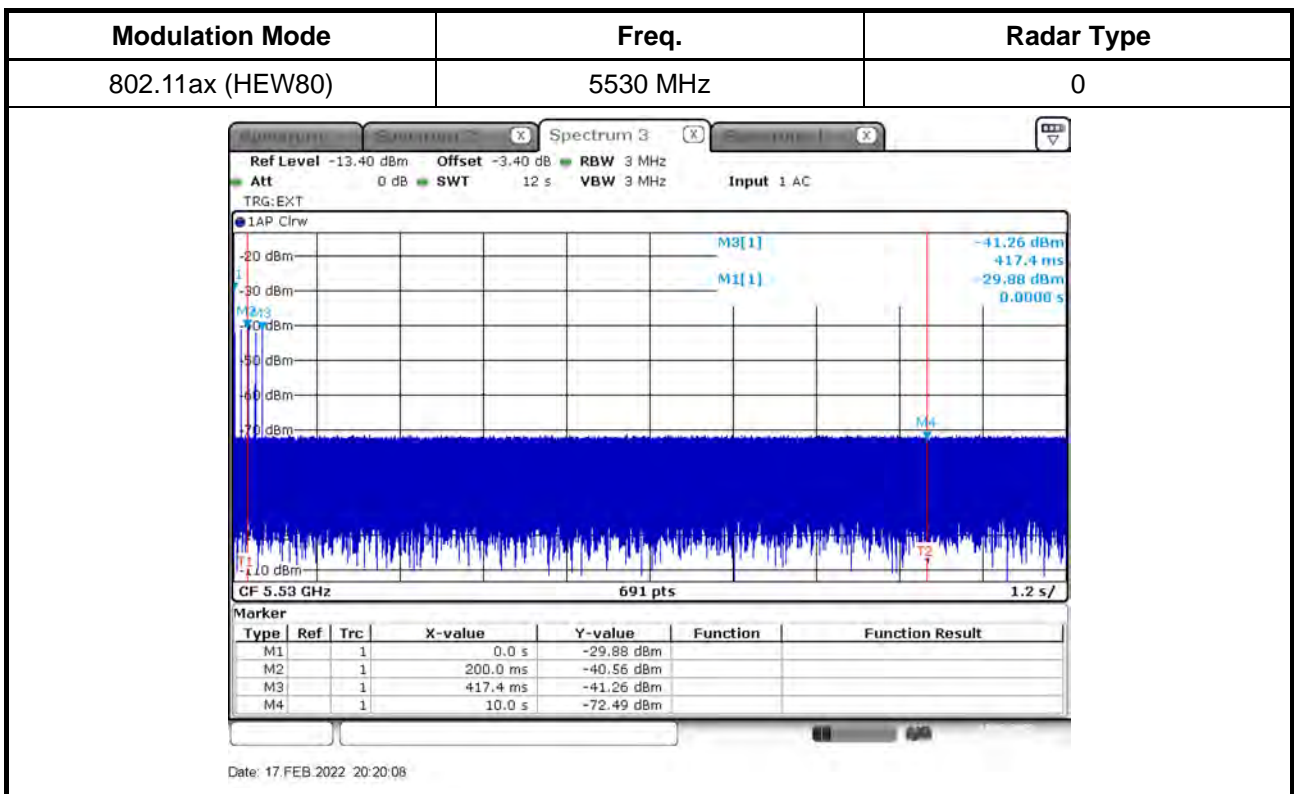 Modulation Mode Freq. Radar Type
802.11ax (HEW80) 5530 MHz 0
Spectrum 3
Ref Level -13.40 dBm Offset -3.40 dB RBW 3 MHz
Att 0 dB SWT 12 s VBW 3 MHz Input 1 AC
TRG:EXT
1AP Clrw
M3[1] -41.26 dBm
417.4 ms
M1[1] -29.88 dBm
0.0000 s
-20 dBm
-30 dBm
M3
-50 dBm
-60 dBm
-70 dBm
M4
T1
T2
CF 5.53 GHz 691 pts 1.2 s/
Marker
Type Ref Trc X-value Y-value Function Function Result
M1 1 0.0 s -29.88 dBm
M2 1 200.0 ms -40.56 dBm
M3 1 417.4 ms -41.26 dBm
M4 1 10.0 s -72.49 dBm
Date: 17.FEB.2022 20:20:08